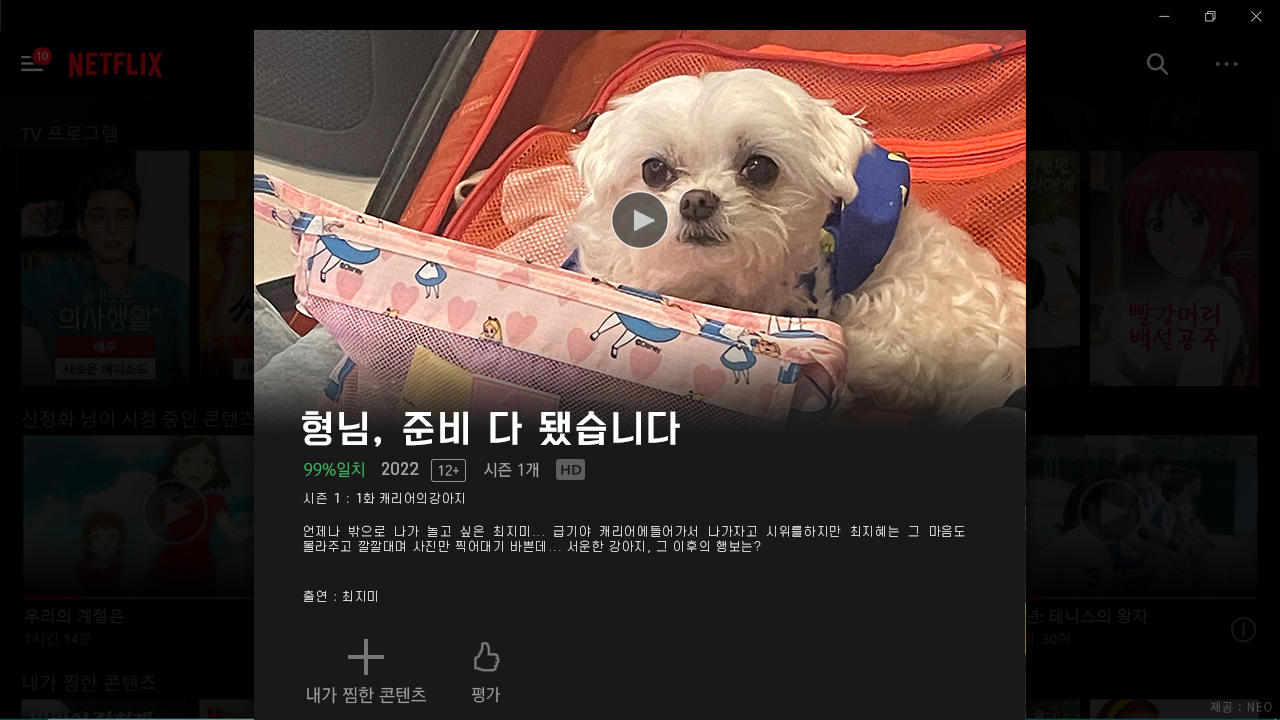 10
NETFLIX
TV 프로그램
슬기로운
의사생활
매주
새로운 에피소드
빨강머리
백설공주
신정화 님이 시청 중인 콘텐츠
©Disney
©Disney
형님, 준비 다 됐습니다
99%일치 2022 12+ 시즌 1개 HD
시즌 1 : 1화 캐리어의강아지
언제나 밖으로 나가 놀고 싶은 최지미... 급기야 캐리어에들어가서 나가자고 시위를하지만 최지혜는 그 마음도
몰라주고 깔깔대며 사진만 찍어대기 바쁜데... 서운한 강아지, 그 이후의 행보는?
출연 : 최지미
우리의 계절은
1시간 14분
테니스의 왕자
30화
내가 찜한 콘텐츠
내가 찜한 콘텐츠
평가
제공 : NEO